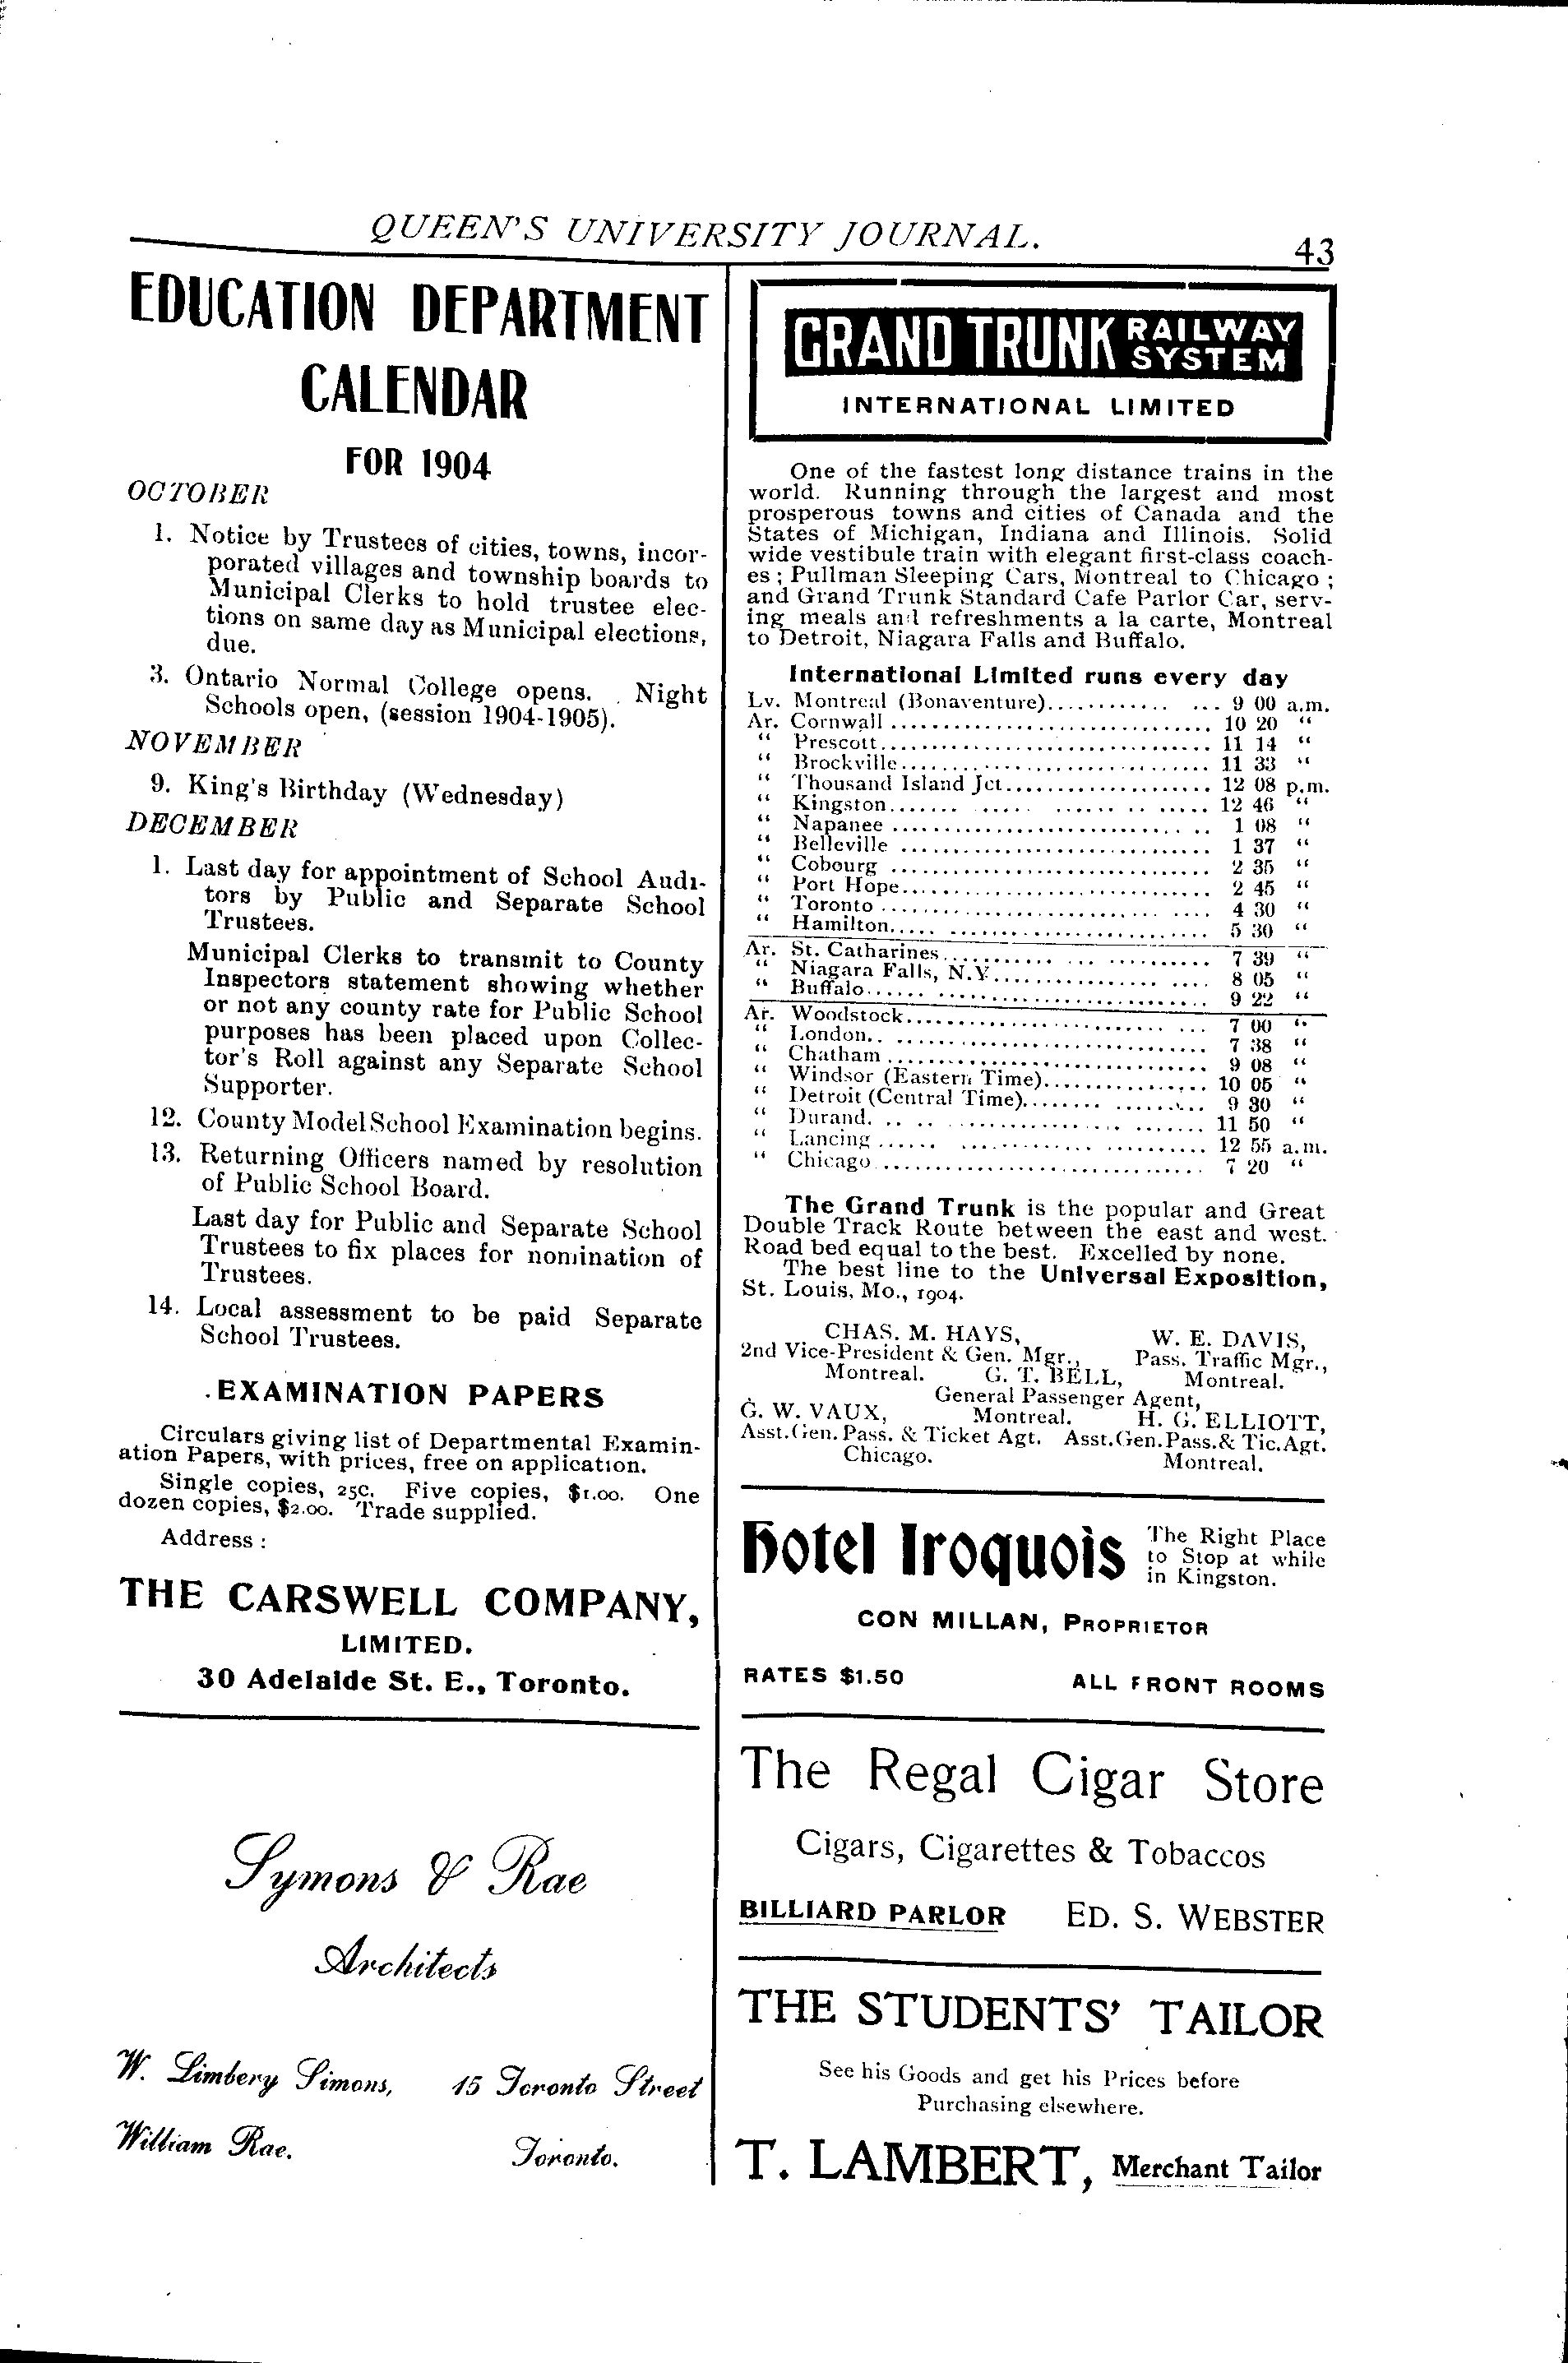 QUEEN'S UNIVERSITY JOURNAL.
43
EDUCATION DEPARTMENT
CALENDAR
FOR 1904
OCTOBER
1. Notice by Trustees of cities, towns, incor-
porated villages and township boards to
Municipal Clerks to hold trustee elec-
tions on same day as Municipal elections,
due.
3. Ontario Normal College opens. Night
Schools open, (session 1904-1905).
NOVEMBER
9. King's Birthday (Wednesday)
DECEMBER
1. Last day for appointment of School Audi-
tors by Public and Separate School
Trustees.
Municipal Clerks to transmit to County
Inspectors statement showing whether
or not any county rate for Public School
purposes has been placed upon Collec-
tor's Roll against any Separate School
Supporter.
12. County Model School Examination begins.
13. Returning Officers named by resolution
of Public School Board.
Last day for Public and Separate School
Trustees to fix places for nomination of
Trustees.
14. Local assessment to be paid Separate
School Trustees.
EXAMINATION PAPERS
Circulars giving list of Departmental Examin-
ation Papers, with prices, free on application.
Single copies, 25c. Five copies, $1.00. One
dozen copies, $2.00. Trade supplied.
Address :
THE CARSWELL COMPANY,
LIMITED.
30 Adelaide St. E., Toronto.
Symons & Rae
Architects
W. Limbery Simons, 15 Toronto Street
William Rae. Toronto.
GRAND TRUNK RAILWAY
SYSTEM
INTERNATIONAL LIMITED
One of the fastest long distance trains in the
world. Running through the largest and most
prosperous towns and cities of Canada and the
States of Michigan, Indiana and Illinois. Solid
wide vestibule train with elegant first-class coach-
es ; Pullman Sleeping Cars, Montreal to Chicago ;
and Grand Trunk Standard Cafe Parlor Car, serv-
ing meals and refreshments a la carte, Montreal
to Detroit, Niagara Falls and Buffalo.
International Limited runs every day
Lv. Montreal (Bonaventure)............ ... 9 00 a.m.
Ar. Cornwall ................................ 10 20 "
" Prescott................................. 11 14 "
" Brockville............................... 11 33 "
" Thousand Island Jct.................... 12 08 p.m.
" Kingston....... ..... ...... .. ..... 12 46 "
" Napanee ............................. .. 1 08 "
" Belleville ............................... 1 37 "
" Cobourg ................................ 2 35 "
" Port Hope............................... 2 45 "
" Toronto ............................ .... 4 30 "
" Hamilton..... .......................... 5 30 "
Ar. St. Catharines............ ... .......... 7 39 "
" Niagara Falls, N.Y................ .... 8 05 "
" Buffalo...... ........................... 9 22 "
Ar. Woodstock.......................... ... 7 00 "
" London.. ............................... 7 38 "
" Chatham ................................ 9 08 "
" Windsor (Eastern Time)................ 10 05 "
" Detroit (Central Time)........ ....... 9 30 "
" Durand. .. .. ................ ....... 11 50 "
" Lancing ...... .............. .......... 12 55 a.m.
" Chicago ................................ 7 20 "
The Grand Trunk is the popular and Great
Double Track Route between the east and west.
Road bed equal to the best. Excelled by none.
The best line to the Universal Exposition,
St. Louis, Mo., 1904.
CHAS. M. HAYS, W. E. DAVIS,
2nd Vice-President & Gen. Mgr., Pass. Traffic Mgr.,
Montreal. G. T. BELL, Montreal.
General Passenger Agent,
G. W. VAUX, Montreal. H. G. ELLIOTT,
Asst.Gen. Pass. & Ticket Agt. Asst.Gen.Pass.& Tic.Agt.
Chicago. Montreal.
Hotel Iroquois
The Right Place
to Stop at while
in Kingston.
CON MILLAN, PROPRIETOR
RATES $1.50 ALL FRONT ROOMS
The Regal Cigar Store
Cigars, Cigarettes & Tobaccos
BILLIARD PARLOR ED. S. WEBSTER
THE STUDENTS' TAILOR
See his Goods and get his Prices before
Purchasing elsewhere.
T. LAMBERT, Merchant Tailor